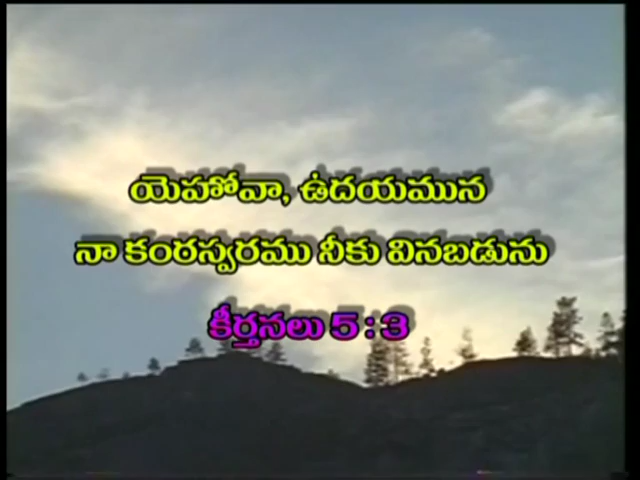 యెహోవా, ఉదయమున
నా కంఠస్వరము నీకు వినబడును
కీర్తనలు 5 : 3